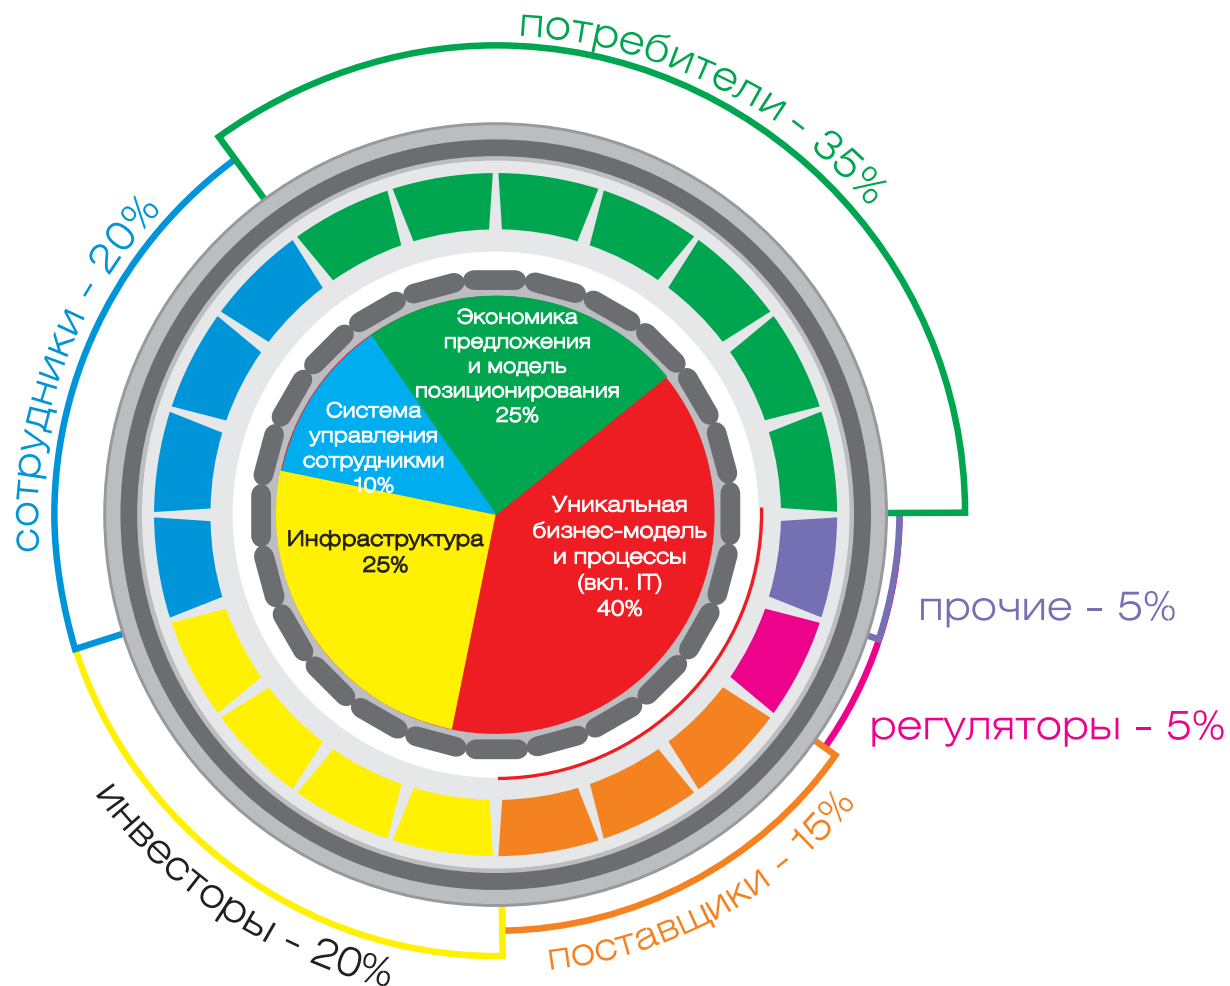 потребители - 35%
сотрудники - 20%
Экономика
предложения
и модель
позиционирования
25%
Система
управления
сотрудникми
10%
Уникальная
бизнес-модель
и процессы
(вкл. IT)
40%
Инфраструктура
25%
прочие - 5%
регуляторы - 5%
поставщики - 15%
инвесторы - 20%